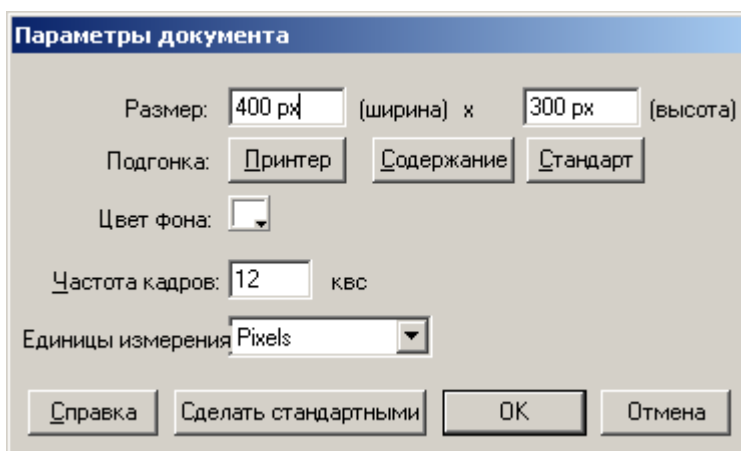 Параметры документа
Размер: 400 px (ширина) x 300 px (высота)
Подгонка: Принтер Содержание Стандарт
Цвет фона:
Частота кадров: 12 квс
Единицы измерения Pixels
Справка Сделать стандартными OK Отмена